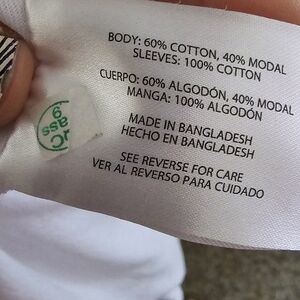 BODY: 60% COTTON, 40% MODAL
SLEEVES: 100% COTTON
CUERPO: 60% ALGODÓN, 40% MODAL
MANGA: 100% ALGODÓN
MADE IN BANGLADESH
HECHO EN BANGLADESH
SEE REVERSE FOR CARE
VER AL REVERSO PARA CUIDADO